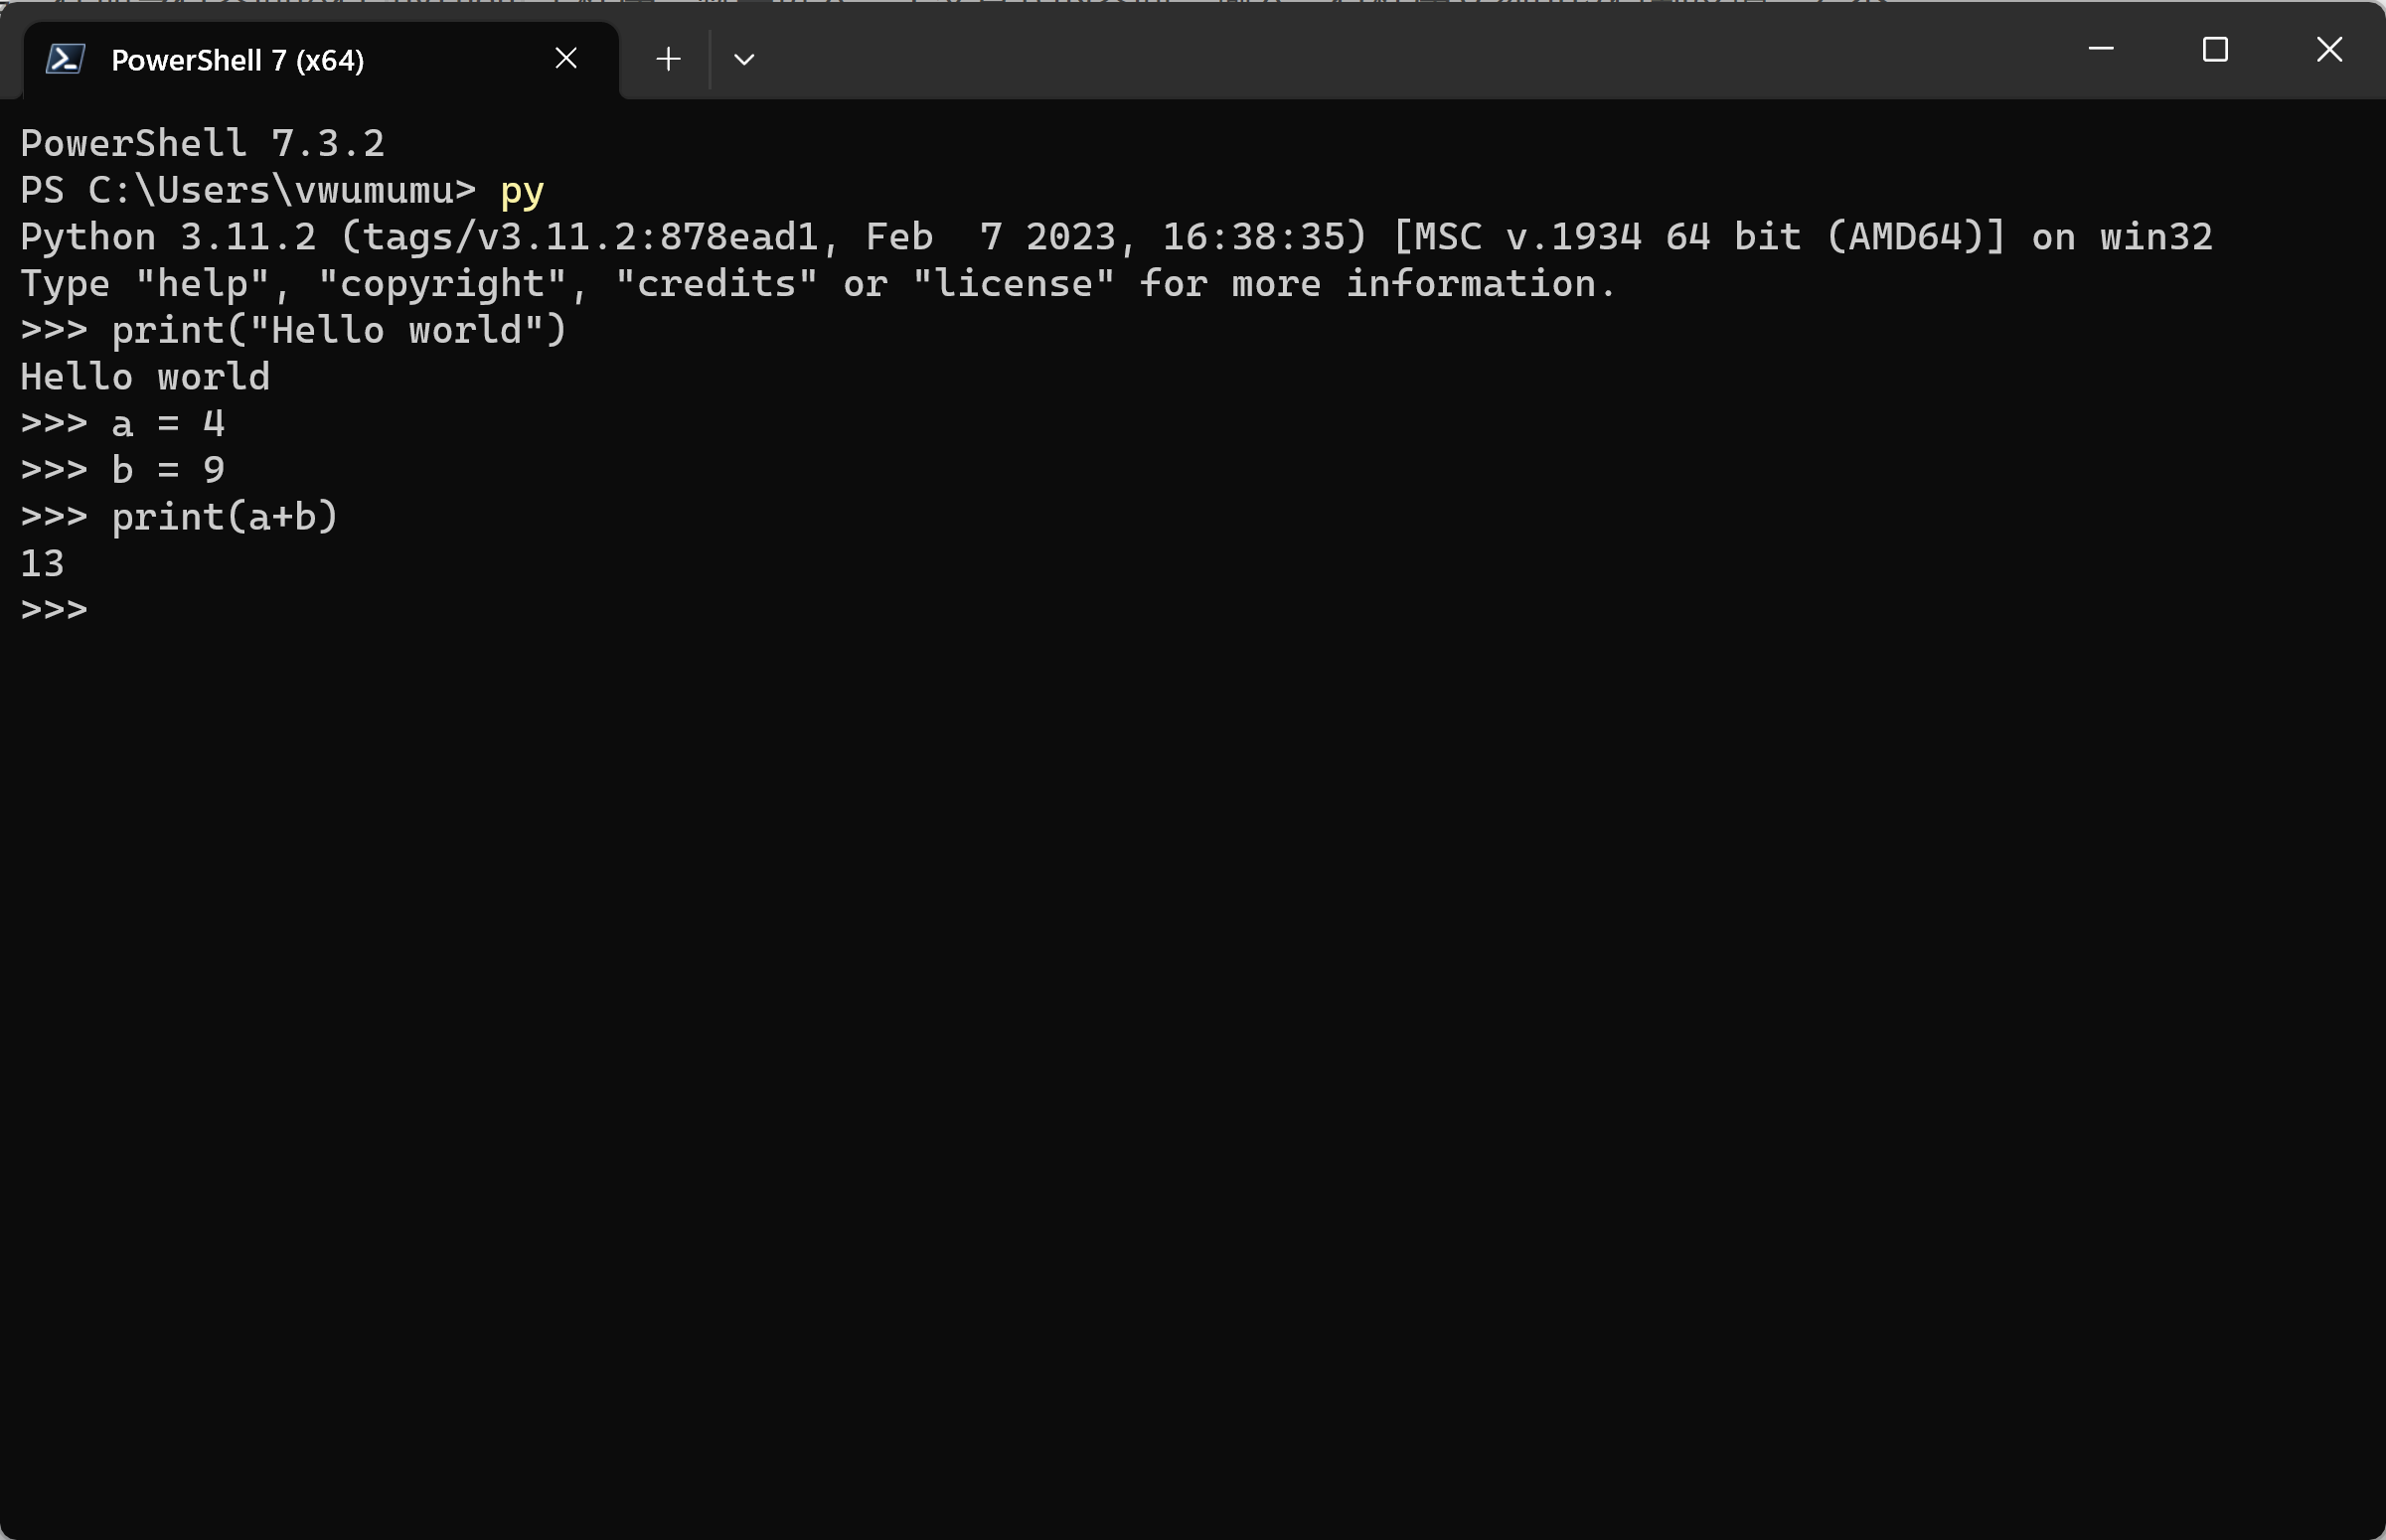 PowerShell 7 (x64)
PowerShell 7.3.2
PS C:\Users\vwumumu> py
Python 3.11.2 (tags/v3.11.2:878ead1, Feb  7 2023, 16:38:35) [MSC v.1934 64 bit (AMD64)] on win32
Type "help", "copyright", "credits" or "license" for more information.
>>> print("Hello world")
Hello world
>>> a = 4
>>> b = 9
>>> print(a+b)
13
>>>